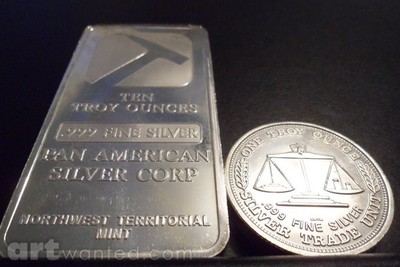 TEN
TROY OUNCES
.999 FINE SILVER
PAN AMERICAN
SILVER CORP
NORTHWEST TERRITORIAL
MINT
ONE TROY OUNCE
.999 FINE SILVER
SILVER TRADE UNIT
artwanted.com